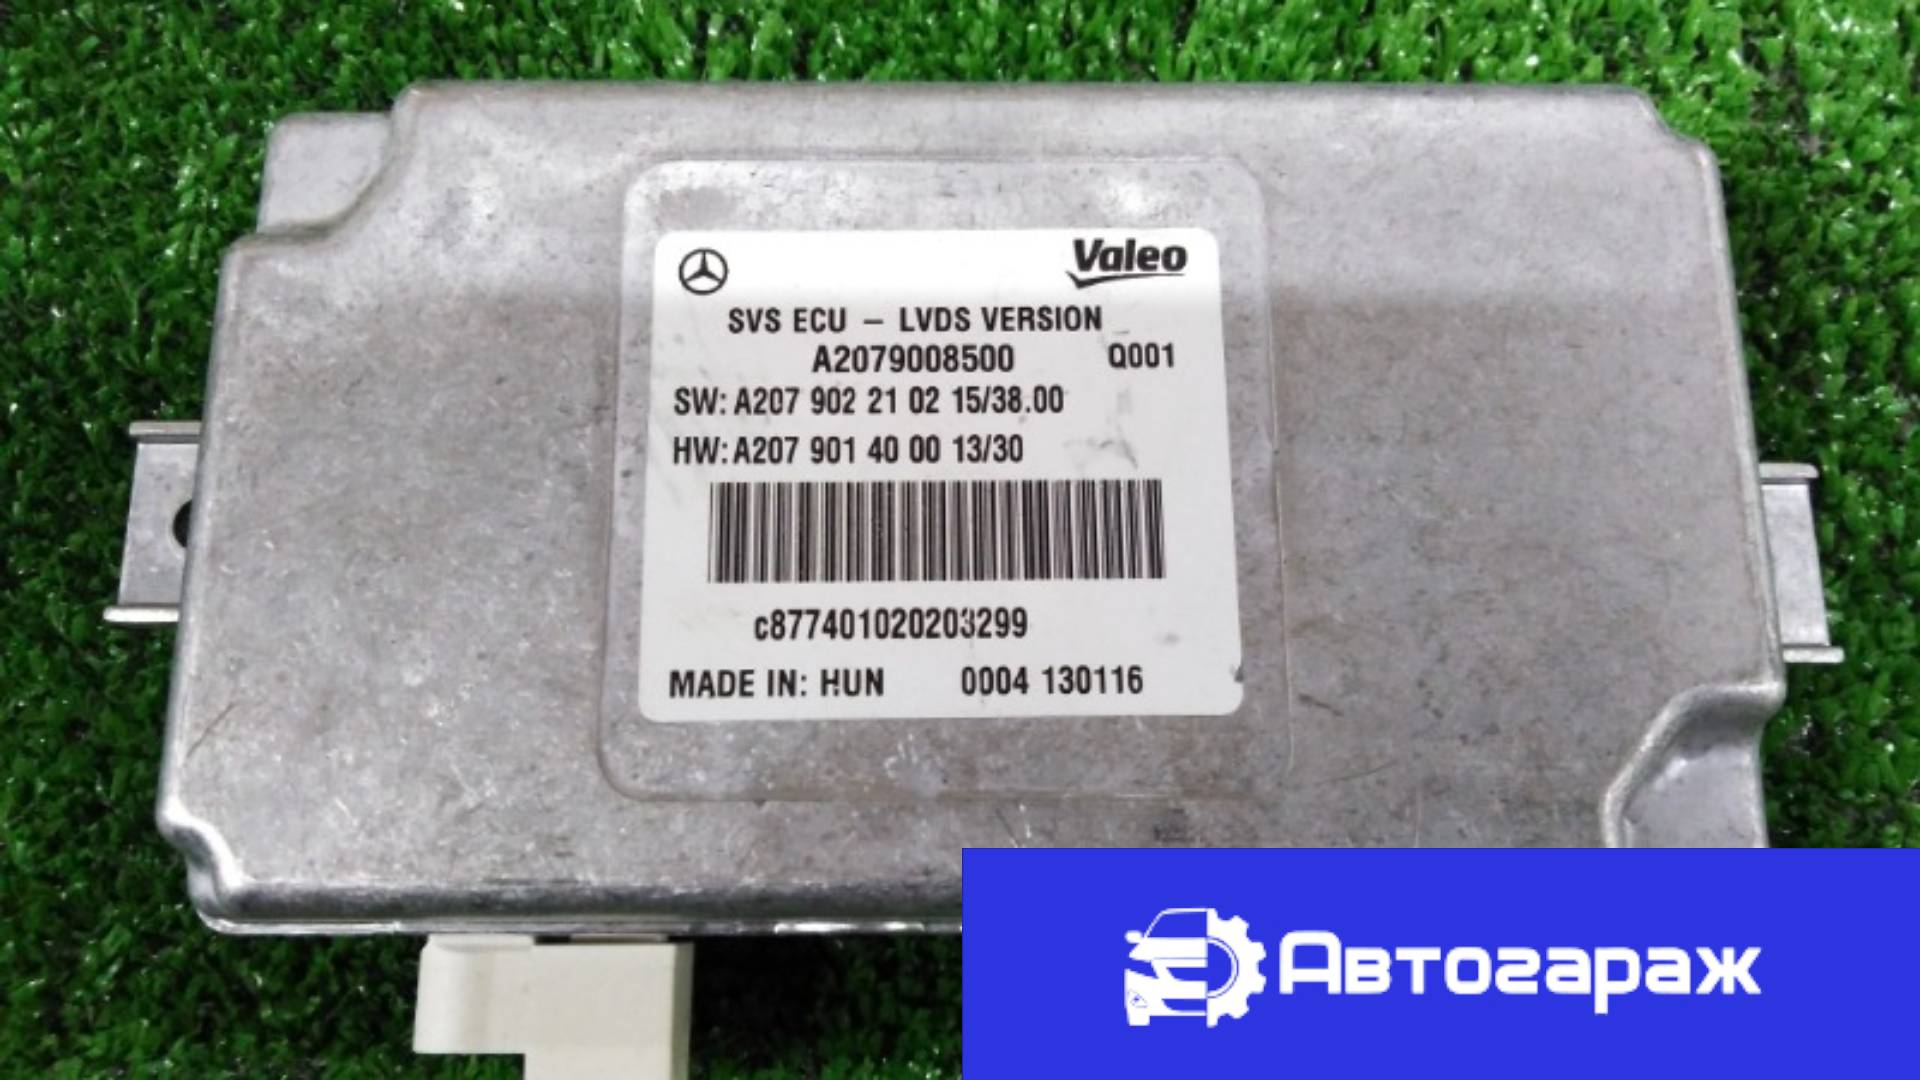 Valeo
SVS ECU – LVDS VERSION
A2079008500 Q001
SW: A207 902 21 02 15/38.00
HW: A207 901 40 00 13/30
c877401020203299
MADE IN: HUN 0004 130116
Автогараж